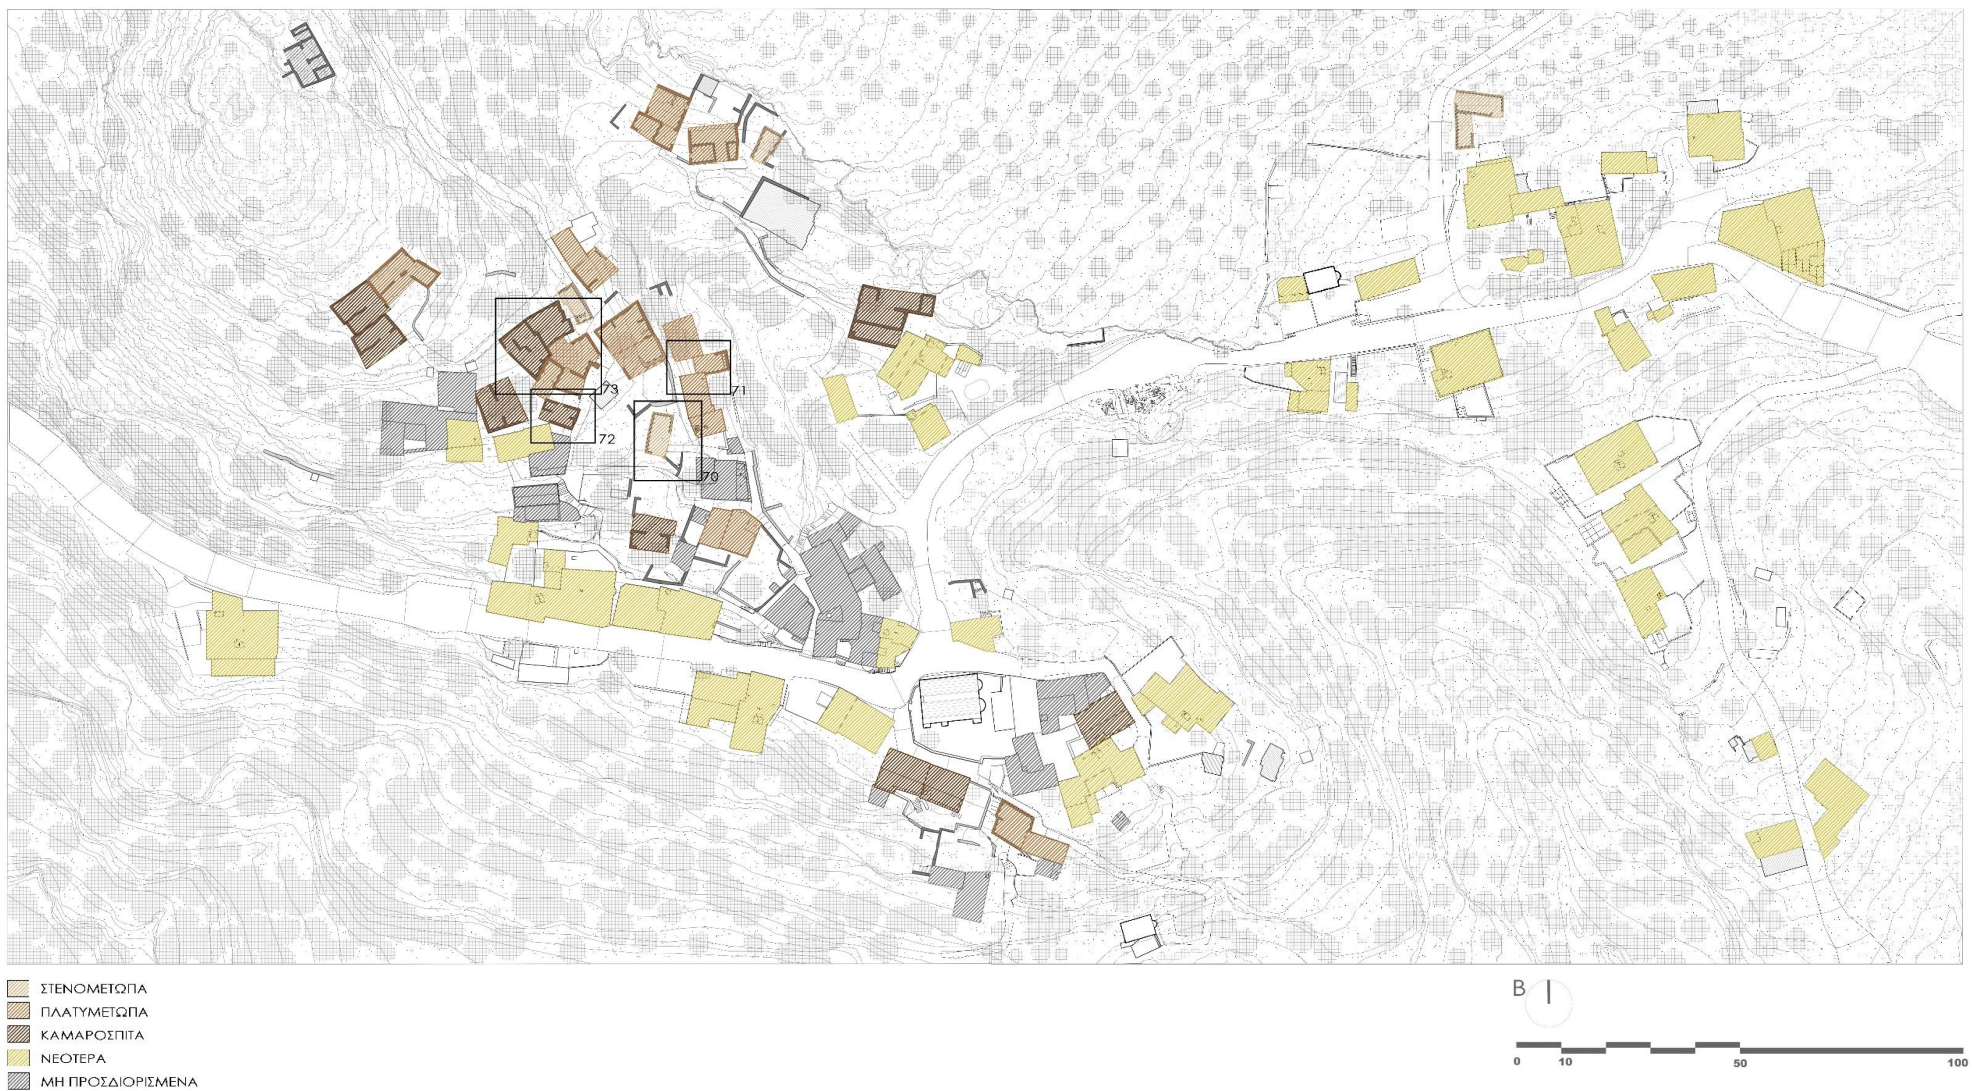 73
71
72
70
ΣΤΕΝΟΜΕΤΩΠΑ
ΠΛΑΤΥΜΕΤΩΠΑ
ΚΑΜΑΡΟΣΠΙΤΑ
ΝΕΟΤΕΡΑ
ΜΗ ΠΡΟΣΔΙΟΡΙΣΜΕΝΑ
Β
0 10 50 100